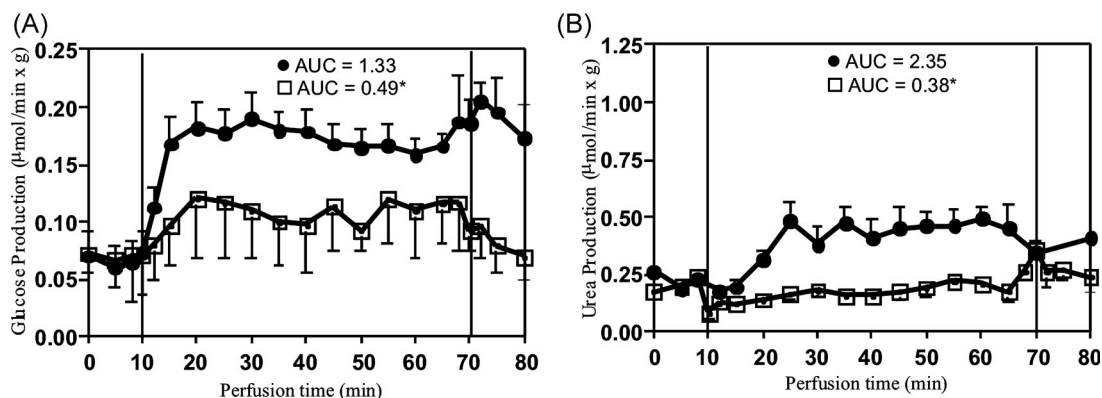 (A)
Glucose Production (µmol/min x g)
0.25
0.20
0.15
0.10
0.05
0.00
AUC = 1.33
AUC = 0.49*
0 10 20 30 40 50 60 70 80
Perfusion time (min)
(B)
Urea Production (µmol/min x g)
1.25
1.00
0.75
0.50
0.25
0.00
AUC = 2.35
AUC = 0.38*
0 10 20 30 40 50 60 70 80
Perfusion time (min)